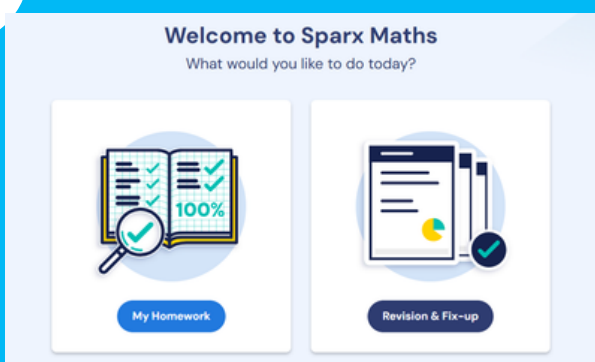 Welcome to Sparx Maths
What would you like to do today?
100%
My Homework
Revision & Fix-up